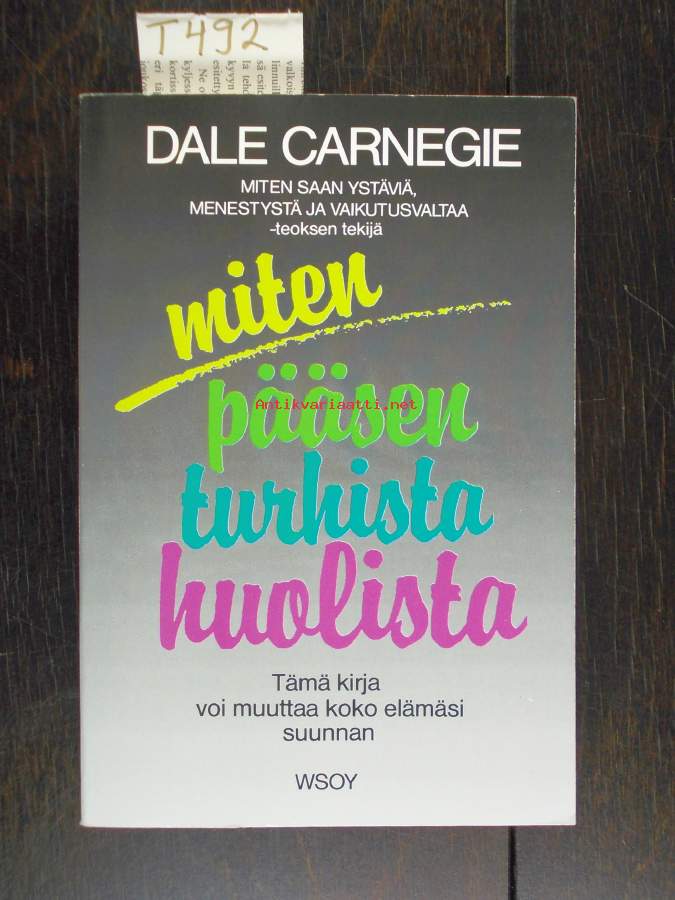 T492
DALE CARNEGIE
MITEN SAAN YSTÄVIÄ,
MENESTYSTÄ JA VAIKUTUSVALTAA
-teoksen tekijä
miten
pääsen
Antikvariaatti.net
turhista
huolista
Tämä kirja
voi muuttaa koko elämäsi
suunnan
WSOY